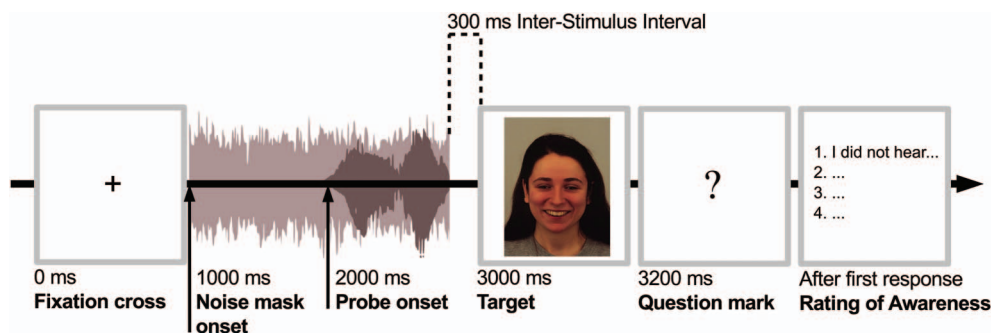 300 ms Inter-Stimulus Interval
+
?
1. I did not hear...
2. ...
3. ...
4. ...
0 ms
Fixation cross
1000 ms
Noise mask
onset
2000 ms
Probe onset
3000 ms
Target
3200 ms
Question mark
After first response
Rating of Awareness